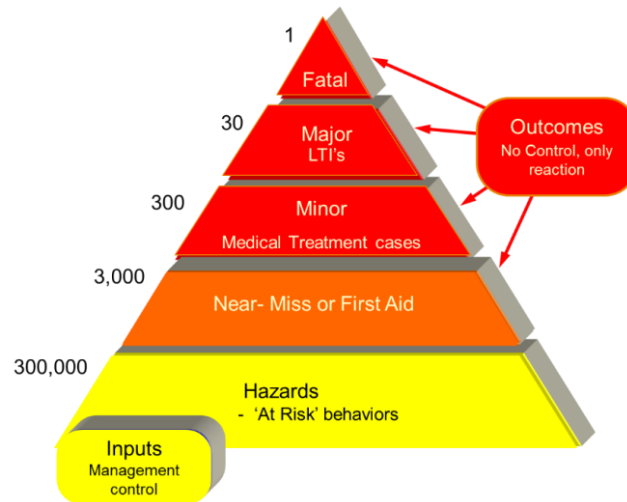 1
Fatal
30
Major
LTI's
Outcomes
No Control, only
reaction
300
Minor
Medical Treatment cases
3,000
Near- Miss or First Aid
300,000
Hazards
- 'At Risk' behaviors
Inputs
Management
control